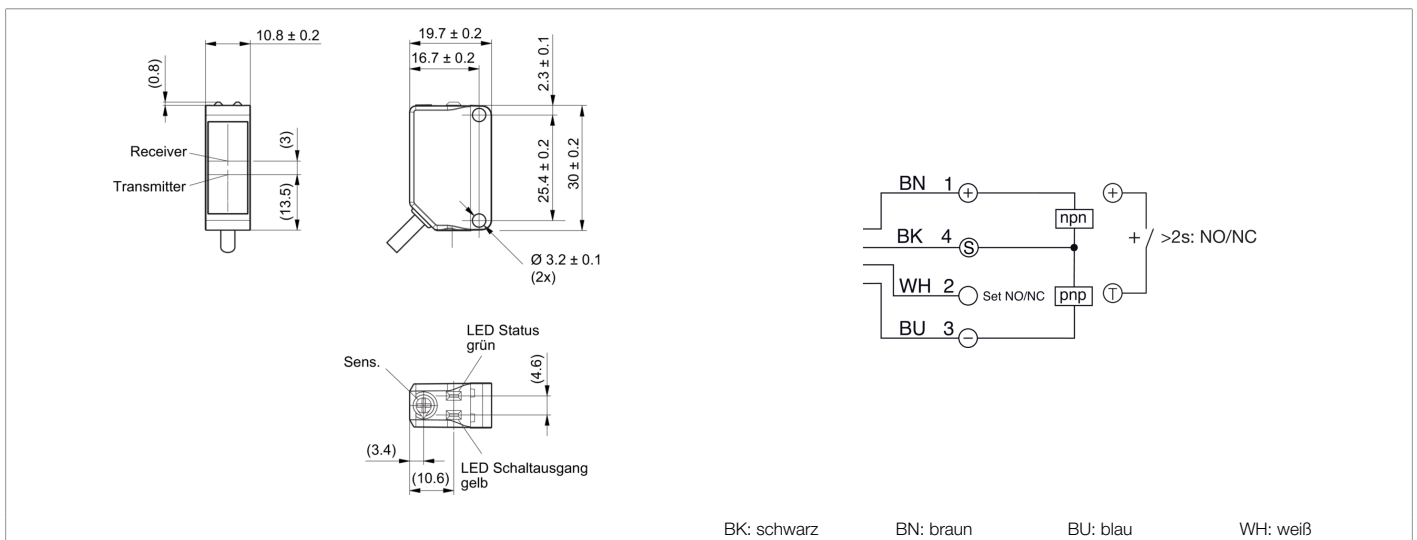 10.8 ± 0.2
(0.8)
Receiver
Transmitter
(3)
(13.5)
19.7 ± 0.2
16.7 ± 0.2
2.3 ± 0.1
25.4 ± 0.2
30 ± 0.2
Ø 3.2 ± 0.1
(2x)
LED Status
grün
Sens.
(4.6)
(3.4)
(10.6)
LED Schaltausgang
gelb
BN 1 +
npn
BK 4 S
WH 2 Set NO/NC pnp
BU 3 −
+
+ >2s: NO/NC
T
BK: schwarz BN: braun BU: blau WH: weiß